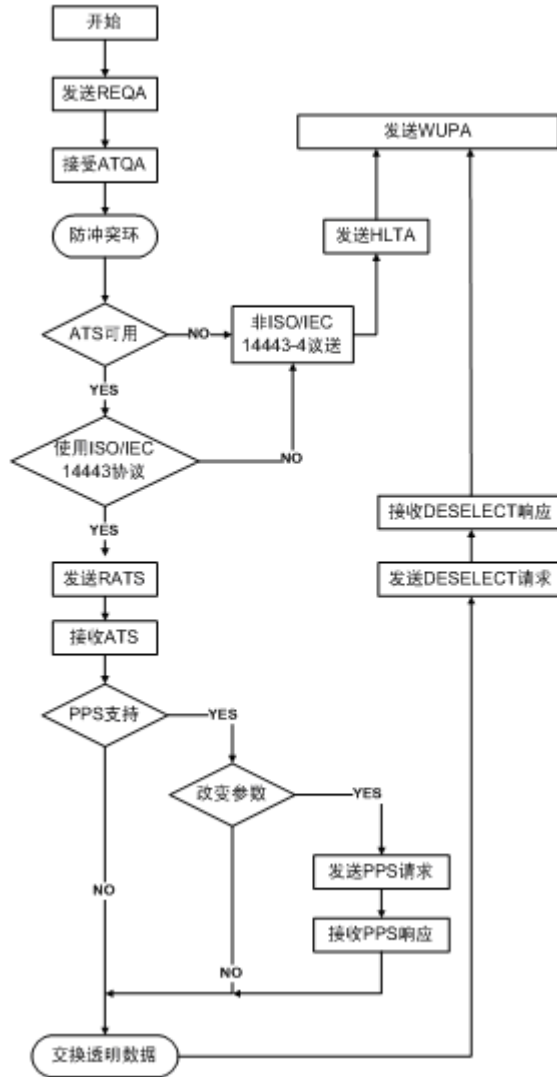 开始
发送REQA
发送WUPA
接受ATQA
防冲突环
发送HLTA
ATS可用
NO
非ISO/IEC
14443-4议送
YES
使用ISO/IEC
14443协议
NO
YES
接收DESELECT响应
发送RATS
发送DESELECT请求
接收ATS
PPS支持
YES
改变参数
YES
发送PPS请求
NO
接收PPS响应
NO
交换透明数据